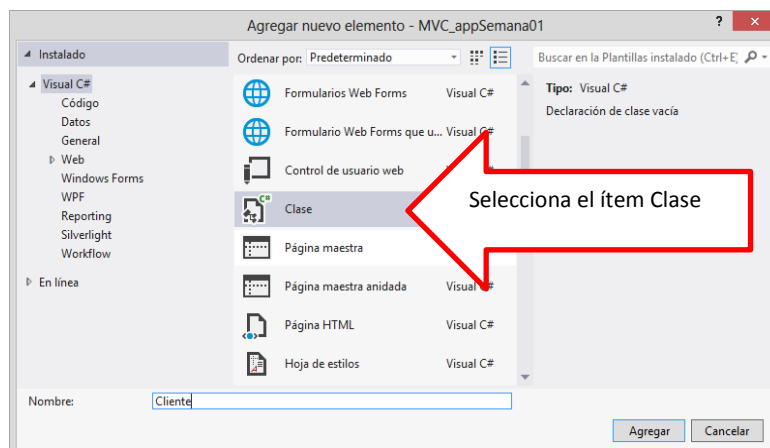 Agregar nuevo elemento - MVC_appSemana01
? ×
Instalado
Ordenar por: Predeterminado
Buscar en la Plantillas instalado (Ctrl+E
Visual C#
Código
Datos
General
Web
Windows Forms
WPF
Reporting
Silverlight
Workflow
En línea
Formularios Web Forms Visual C#
Formulario Web Forms que u... Visual C#
Control de usuario web
C# Clase
Página maestra
Página maestra anidada Visual C#
Página HTML Visual C#
Hoja de estilos Visual C#
Tipo: Visual C#
Declaración de clase vacía
Selecciona el ítem Clase
Nombre: Cliente
Agregar Cancelar